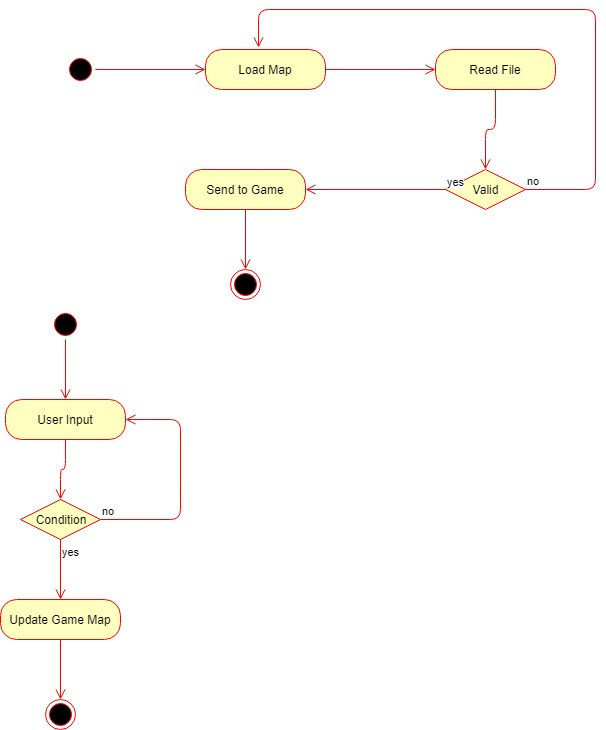 Load Map
Read File
Send to Game
yes
Valid
no
User Input
Condition
no
yes
Update Game Map